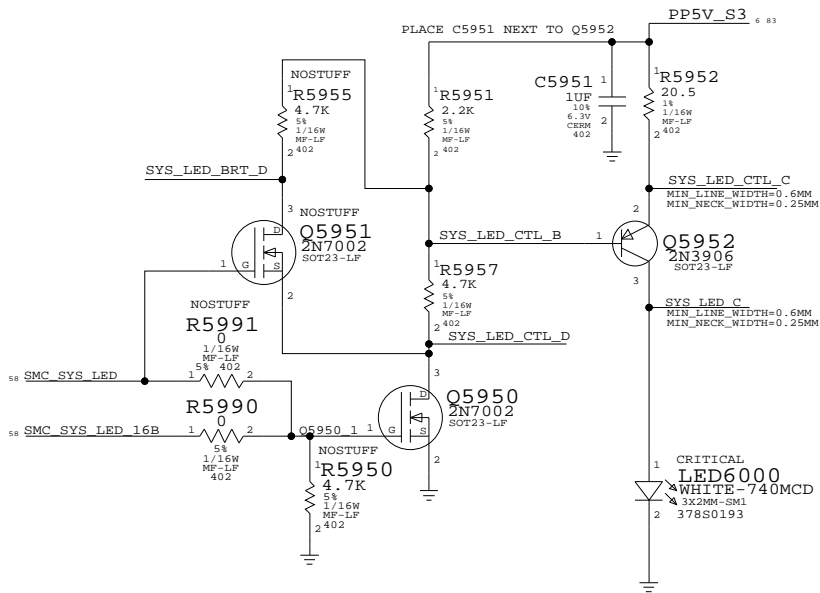 PP5V_S3 6 83
PLACE C5951 NEXT TO Q5952
NOSTUFF
1 R5955
4.7K
5%
1/16W
MF-LF
2 402
1 R5951
2.2K
5%
1/16W
MF-LF
2 402
C5951 1
1UF
10%
6.3V
CERM
402
2
1 R5952
20.5
1%
1/16W
MF-LF
2 402
SYS_LED_BRT_D
SYS_LED_CTL_C
MIN_LINE_WIDTH=0.6MM
MIN_NECK_WIDTH=0.25MM
3 NOSTUFF
Q5951
2N7002
SOT23-LF
D
1 G S
2
SYS_LED_CTL_B 1
2
Q5952
2N3906
SOT23-LF
3
1 R5957
4.7K
5%
1/16W
MF-LF
2 402
SYS_LED_C
MIN_LINE_WIDTH=0.6MM
MIN_NECK_WIDTH=0.25MM
SYS_LED_CTL_D
NOSTUFF
R5991
0
1/16W
MF-LF
5% 402
58 SMC_SYS_LED 1 2
3
Q5950
2N7002
SOT23-LF
D
R5990
0
58 SMC_SYS_LED_16B 1 2 Q5950_1 1 G S
5%
1/16W
MF-LF
402
2
NOSTUFF
1 R5950
4.7K
5%
1/16W
MF-LF
2 402
CRITICAL
1 LED6000
WHITE-740MCD
3X2MM-SM1
2 378S0193